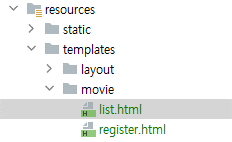 resources
static
templates
layout
movie
list.html
register.html